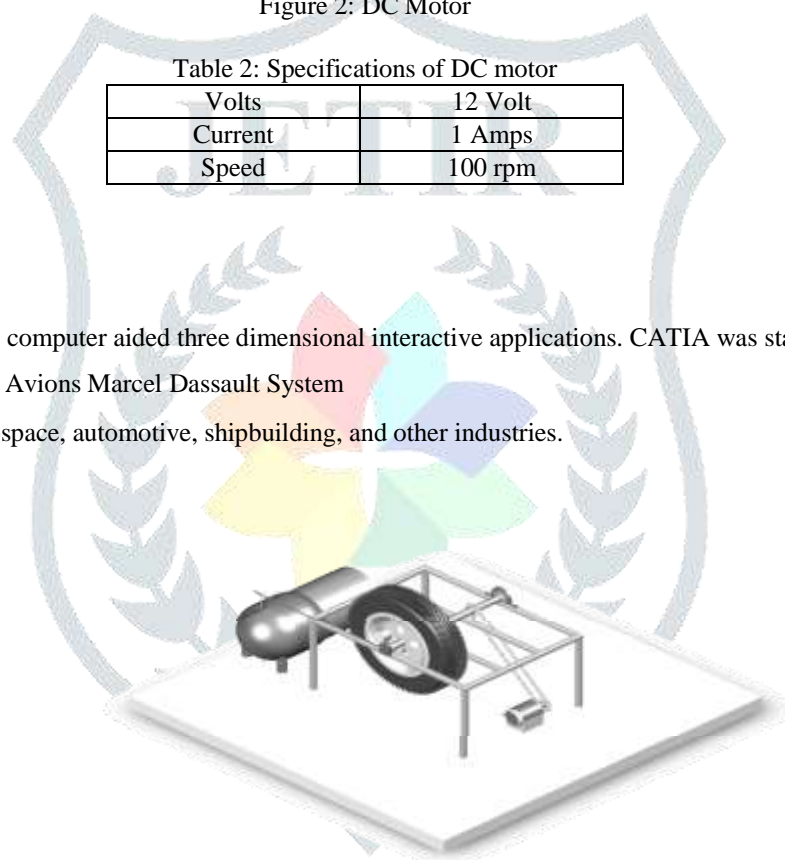 Figure 2: DC Motor
Table 2: Specifications of DC motor
Volts 12 Volt
Current 1 Amps
Speed 100 rpm
JETIR
computer aided three dimensional interactive applications. CATIA was
Avions Marcel Dassault System
space, automotive, shipbuilding, and other industries.